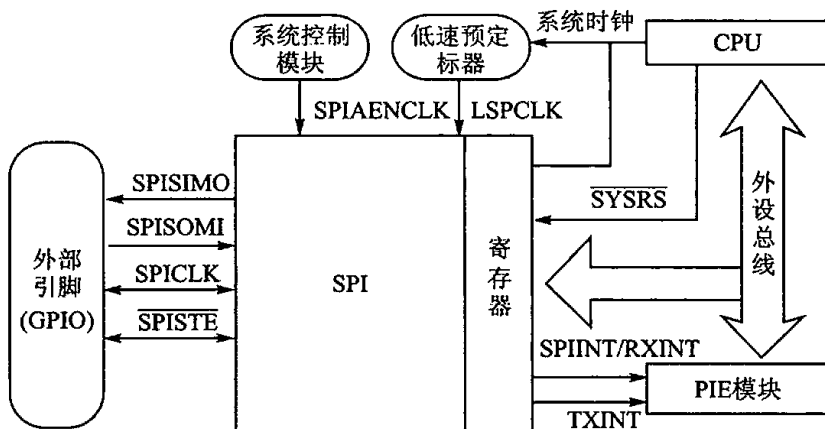 系统控制
模块
低速预定
标器
系统时钟
CPU
SPIAENCLK
LSPCLK
SPISIMO
SPISOMI
SPICLK
SPISTE
外部
引脚
(GPIO)
SPI
寄存器
SYSRS
外设总线
SPIINT/RXINT
TXINT
PIE模块